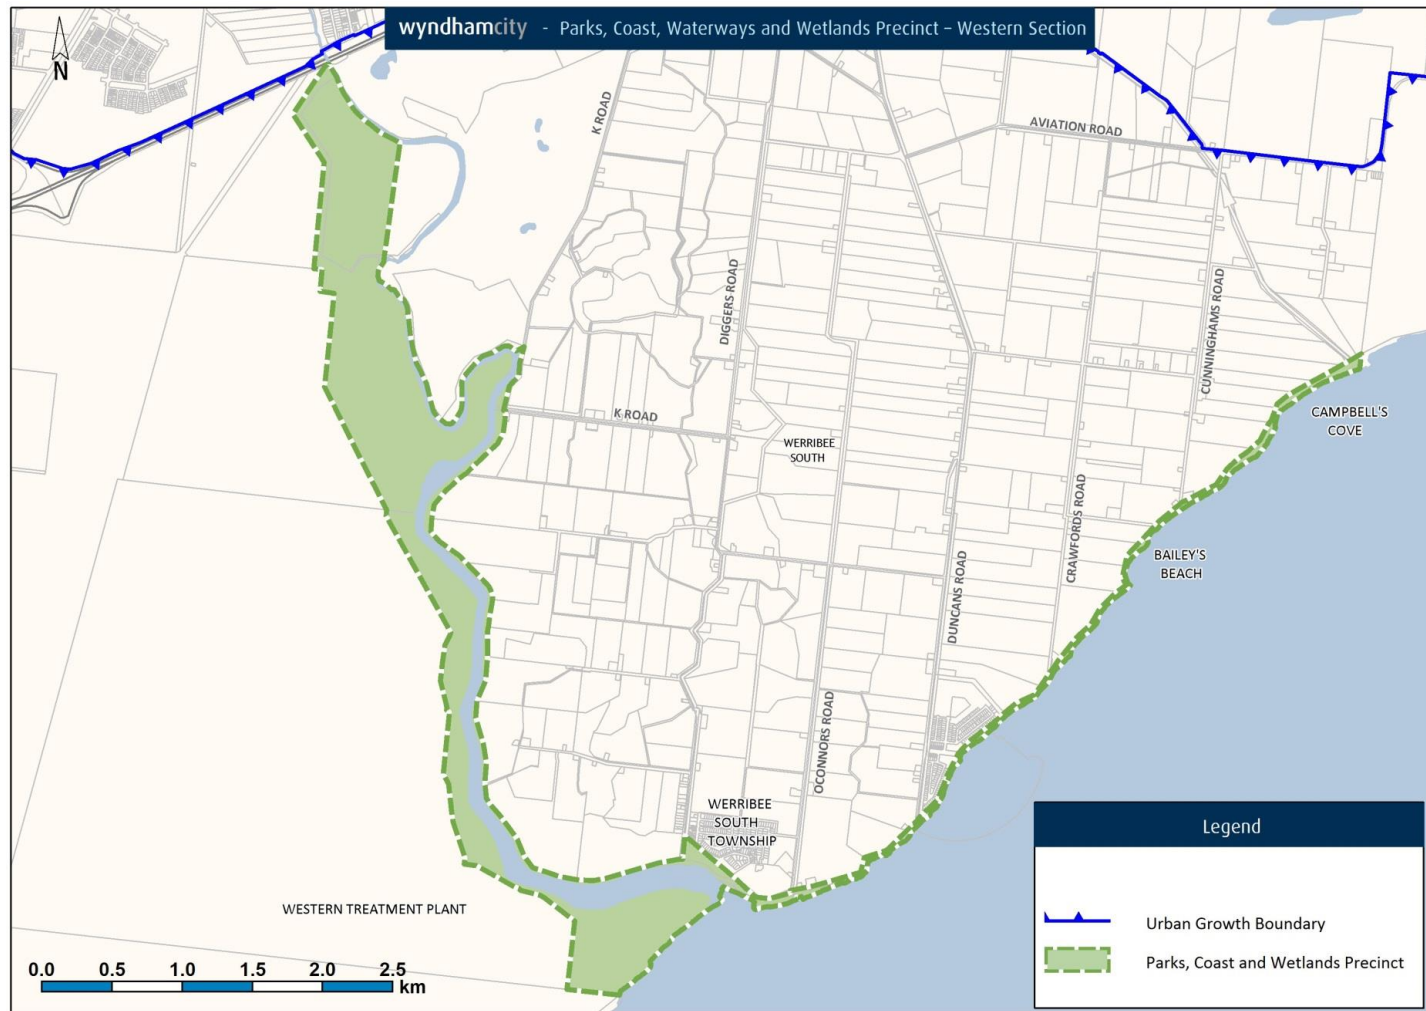 wyndhamcity - Parks, Coast, Waterways and Wetlands Precinct – Western Section
N
K ROAD
AVIATION ROAD
DIGGERS ROAD
CUNNINGHAMS ROAD
K ROAD
CAMPBELL'S
COVE
WERRIBEE
SOUTH
CRAWFORDS ROAD
BAILEY'S
BEACH
DUNCANS ROAD
OCONNORS ROAD
WERRIBEE
SOUTH
TOWNSHIP
WESTERN TREATMENT PLANT
Legend
Urban Growth Boundary
Parks, Coast and Wetlands Precinct
0.0 0.5 1.0 1.5 2.0 2.5
km